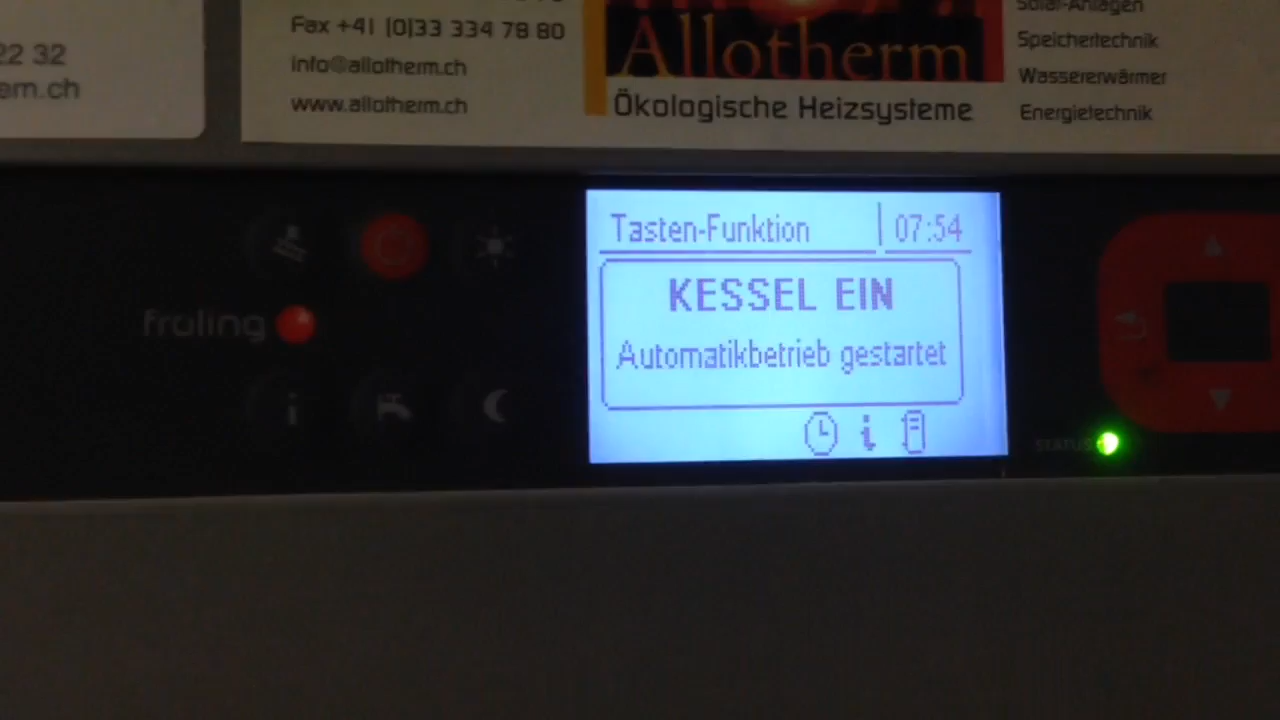 22 32
em.ch
Fax +41 (0)33 334 78 80
info@allotherm.ch
www.allotherm.ch
Allotherm
Ökologische Heizsysteme
Solar-Anlagen
Speichertechnik
Wassererwärmer
Energietechnik
fröling
Tasten-Funktion 07:54
KESSEL EIN
Automatikbetrieb gestartet
i
STATUS